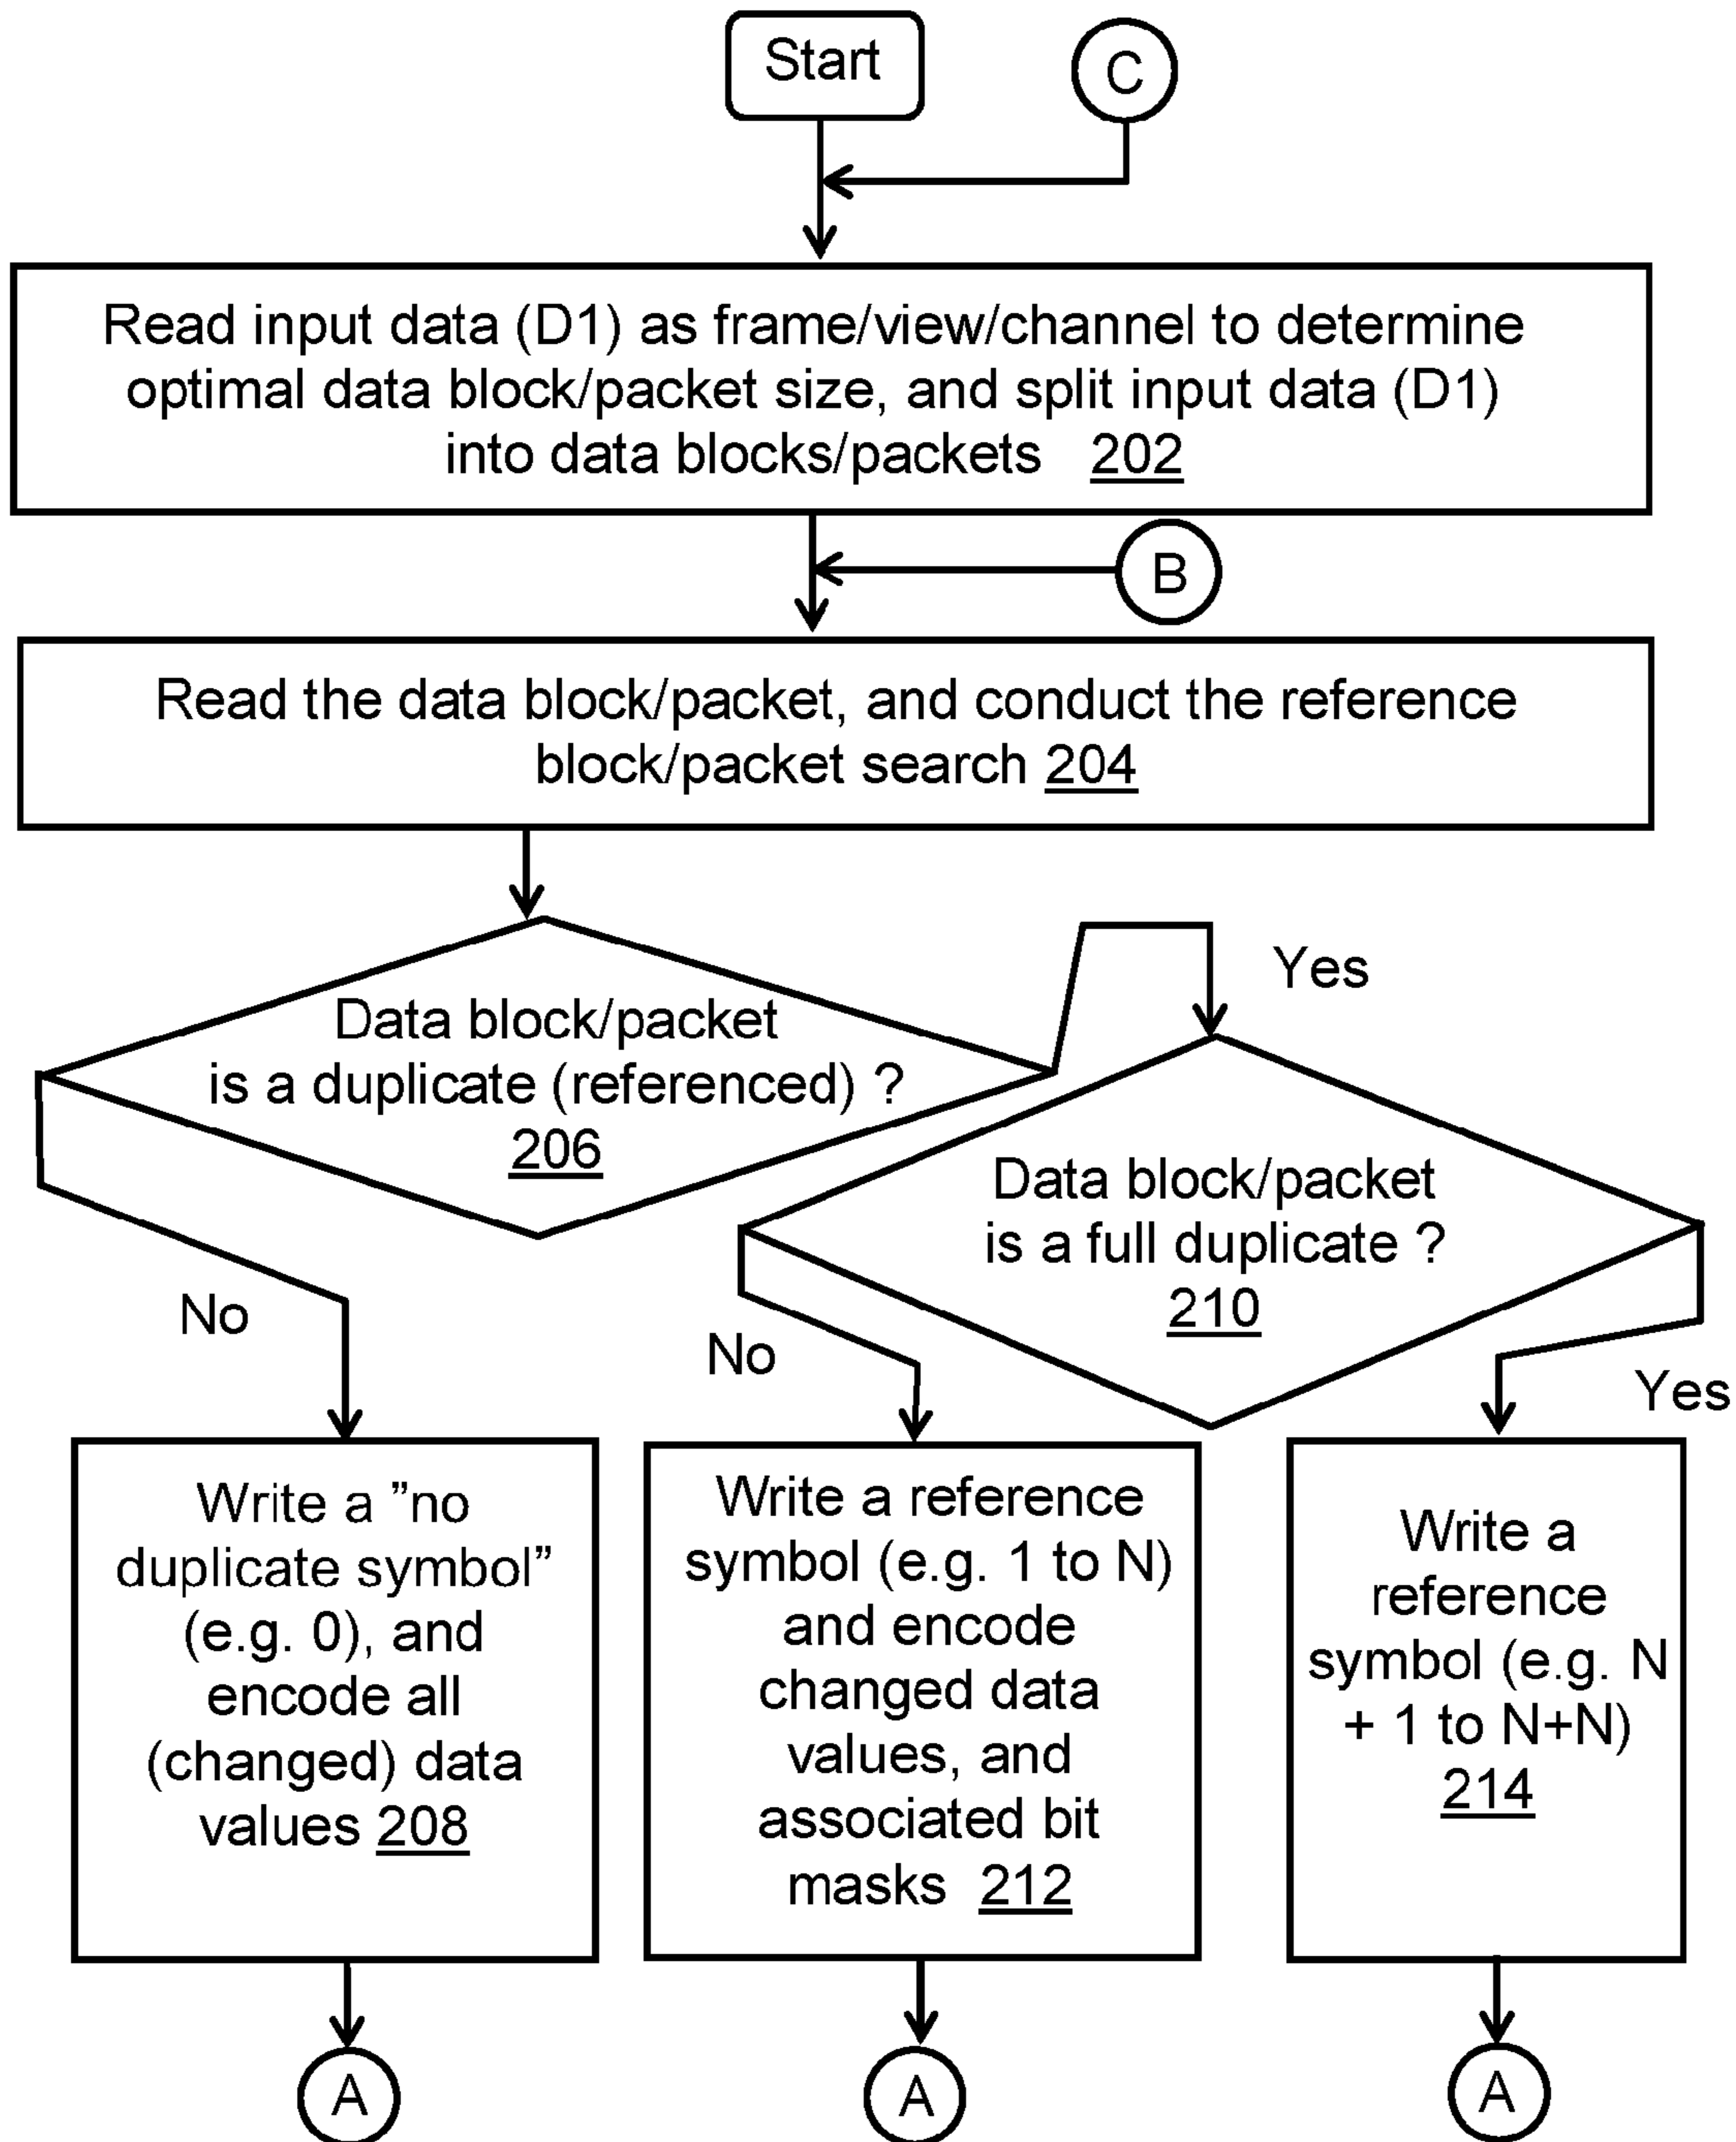 Start
C
Read input data (D1) as frame/view/channel to determine
optimal data block/packet size, and split input data (D1)
into data blocks/packets 202
B
Read the data block/packet, and conduct the reference
block/packet search 204
Yes
Data block/packet
is a duplicate (referenced) ?
206
Data block/packet
is a full duplicate ?
210
No
No
Yes
Write a ”no
duplicate symbol”
(e.g. 0), and
encode all
(changed) data
values 208
Write a reference
symbol (e.g. 1 to N)
and encode
changed data
values, and
associated bit
masks 212
Write a
reference
symbol (e.g. N
+ 1 to N+N)
214
A
A
A